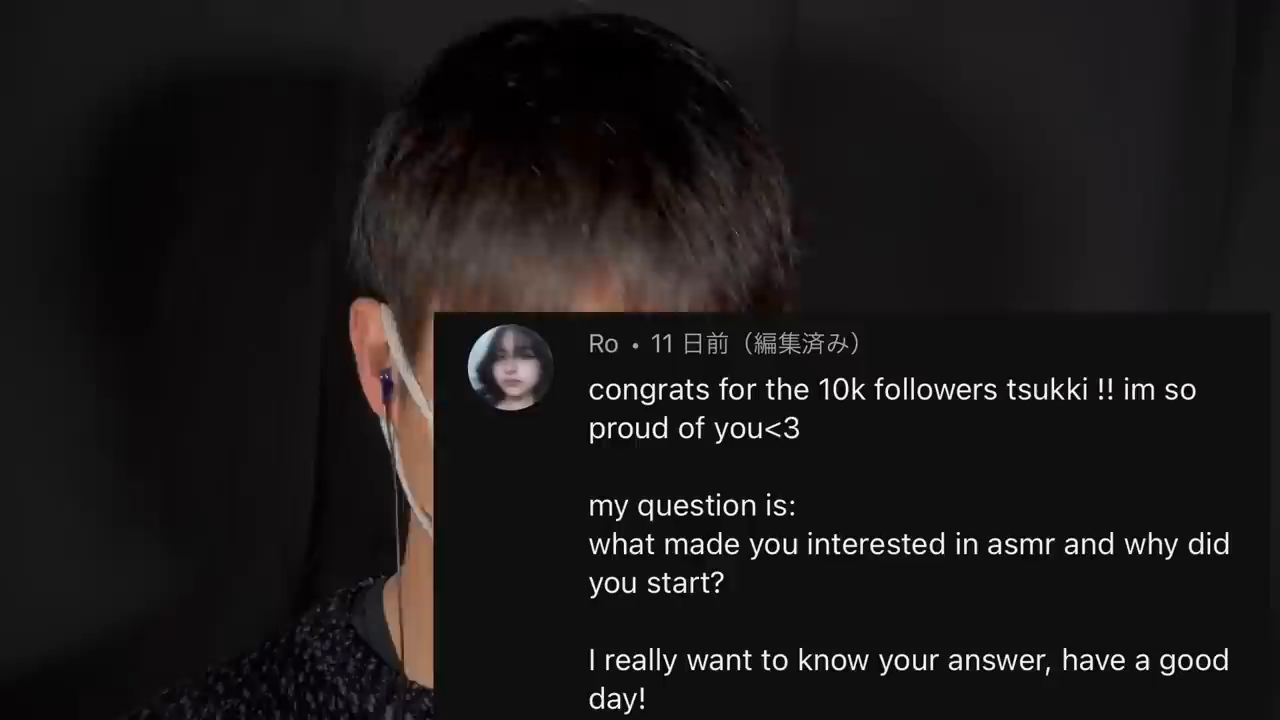 Ro • 11 日前（編集済み）
congrats for the 10k followers tsukki !! im so
proud of you<3
my question is:
what made you interested in asmr and why did
you start?
I really want to know your answer, have a good
day!